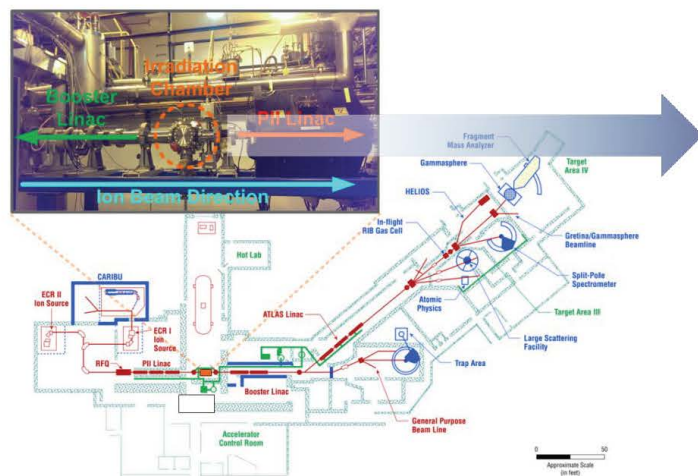 Irradiation
Chamber
Booster
Linac
PII Linac
Ion Beam Direction
Fragment
Mass Analyzer
Gammasphere
Target
Area IV
HELIOS
In-flight
RIB Gas Cell
Gretina/Gammasphere
Beamline
Hot Lab
CARIBU
Split-Pole
Spectrometer
ECR II
Ion Source
ECR I
Ion
Source
ATLAS Linac
Atomic
Physics
Target Area III
Large Scattering
Facility
RFQ
PII Linac
Trap Area
Booster Linac
General Purpose
Beam Line
Accelerator
Control Room
0
50
Approximate Scale
(in feet)